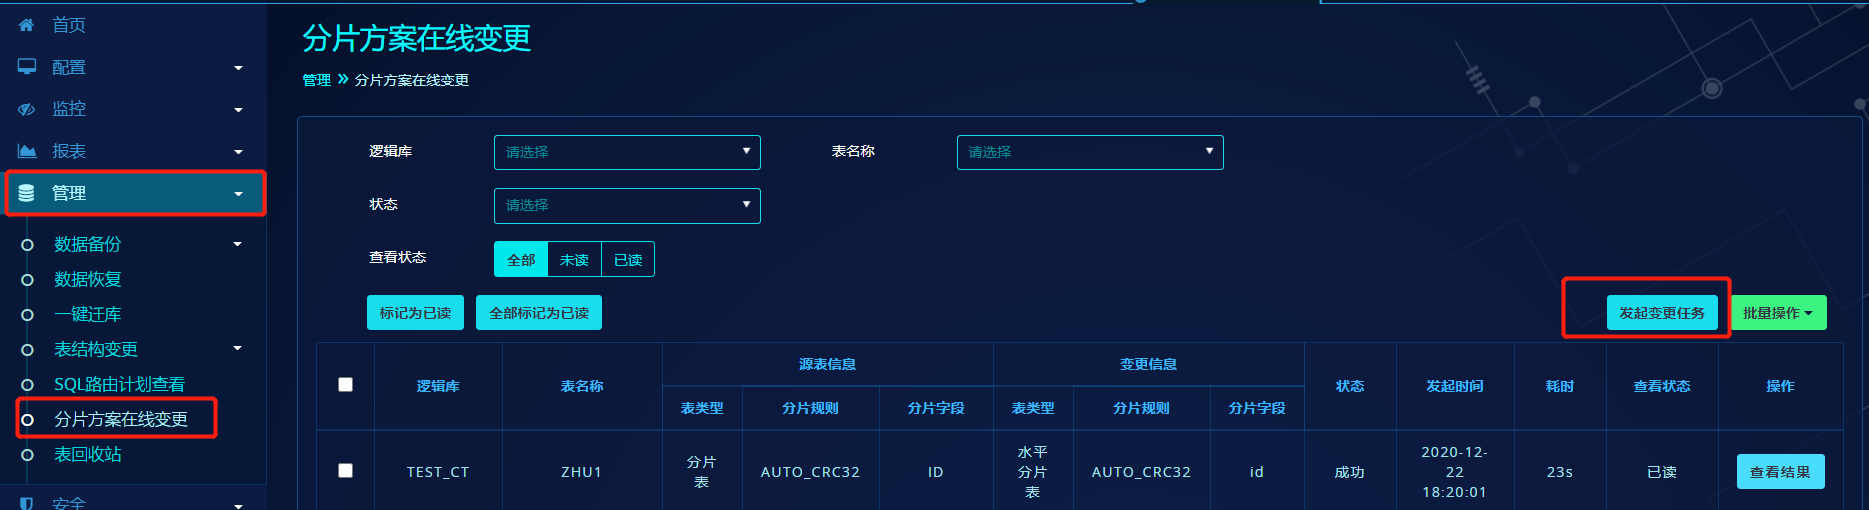 首页
配置
监控
报表
管理
数据备份
数据恢复
一键迁库
表结构变更
SQL路由计划查看
分片方案在线变更
表回收站
安全
分片方案在线变更
管理 » 分片方案在线变更
逻辑库 请选择 表名称 请选择
状态 请选择
查看状态 全部 未读 已读
标记为已读 全部标记为已读 发起变更任务 批量操作
逻辑库 表名称 源表信息 变更信息 状态 发起时间 耗时 查看状态 操作
表类型 分片规则 分片字段 表类型 分片规则 分片字段
TEST_CT ZHU1 分片表 AUTO_CRC32 ID 水平分片表 AUTO_CRC32 id 成功 2020-12-22 18:20:01 23s 已读 查看结果